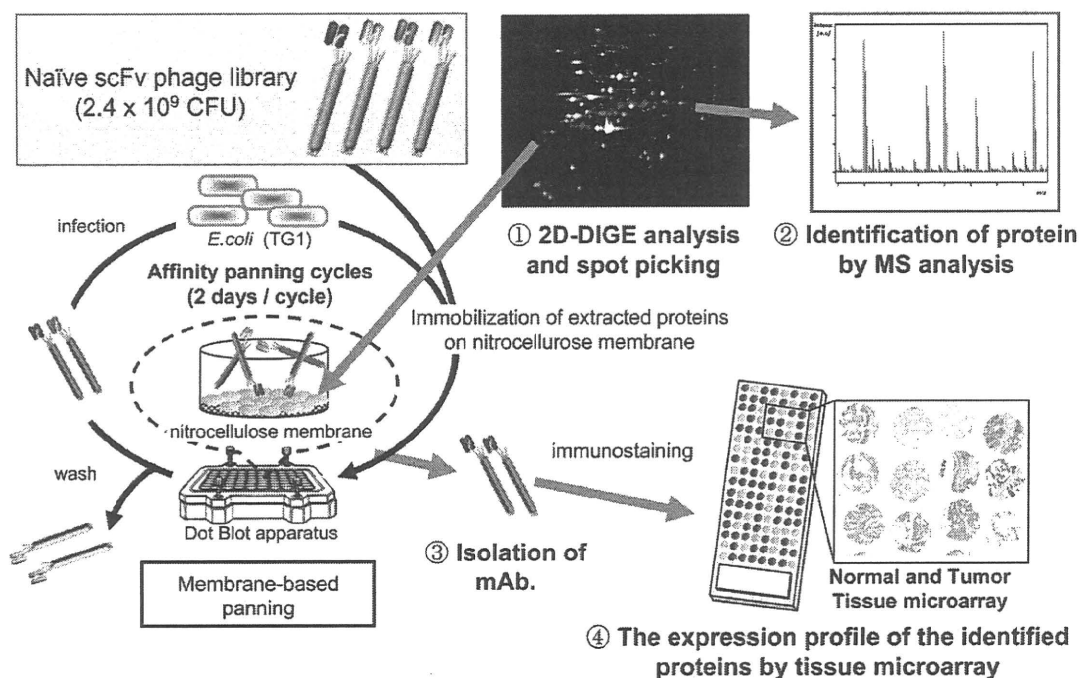 Naïve scFv phage library
(2.4 x 10⁹ CFU)
infection
E.coli (TG1)
Affinity panning cycles
(2 days / cycle)
nitrocellulose membrane
wash
Dot Blot apparatus
Membrane-based
panning
① 2D-DIGE analysis
and spot picking
② Identification of protein
by MS analysis
Immobilization of extracted proteins
on nitrocellurose membrane
immunostaining
③ Isolation of
mAb.
Normal and Tumor
Tissue microarray
④ The expression profile of the identified
proteins by tissue microarray